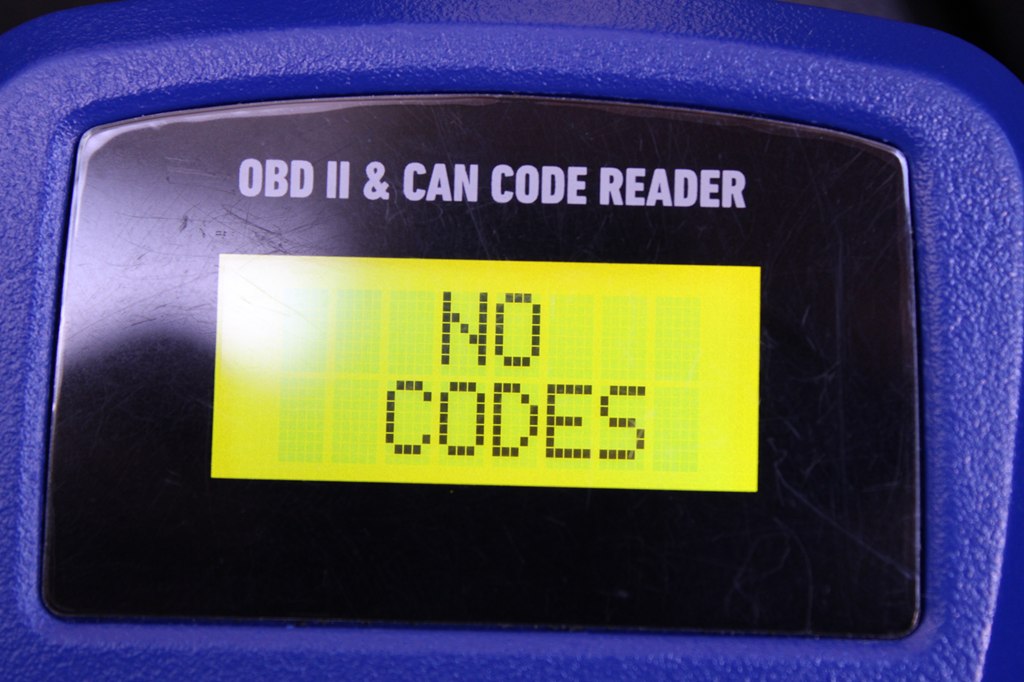 OBD II & CAN CODE READER
NO
CODES